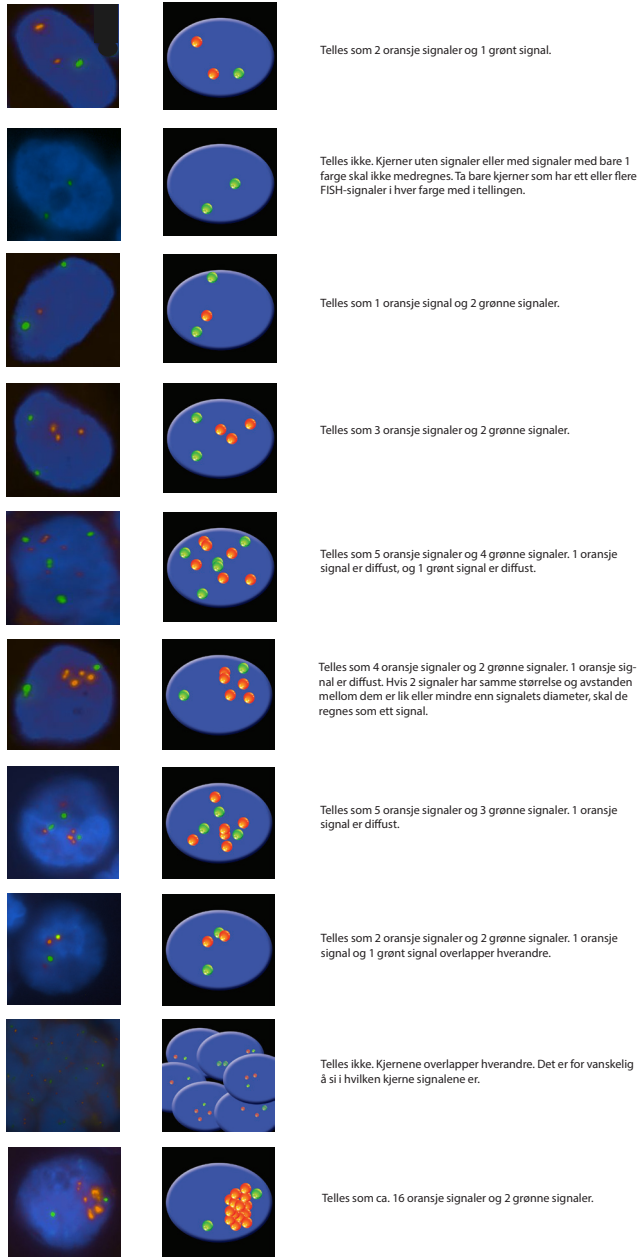 Telles som 2 oransje signaler og 1 grønt signal.
Telles ikke. Kjerner uten signaler eller med signaler med bare 1
farge skal ikke medregnes. Ta bare kjerner som har ett eller flere
FISH-signaler i hver farge med i tellingen.
Telles som 1 oransje signal og 2 grønne signaler.
Telles som 3 oransje signaler og 2 grønne signaler.
Telles som 5 oransje signaler og 4 grønne signaler. 1 oransje
signal er diffust, og 1 grønt signal er diffust.
Telles som 4 oransje signaler og 2 grønne signaler. 1 oransje sig-
nal er diffust. Hvis 2 signaler har samme størrelse og avstanden
mellom dem er lik eller mindre enn signalets diameter, skal de
regnes som ett signal.
Telles som 5 oransje signaler og 3 grønne signaler. 1 oransje
signal er diffust.
Telles som 2 oransje signaler og 2 grønne signaler. 1 oransje
signal og 1 grønt signal overlapper hverandre.
Telles ikke. Kjernene overlapper hverandre. Det er for vanskelig
å si i hvilken kjerne signalene er.
Telles som ca. 16 oransje signaler og 2 grønne signaler.